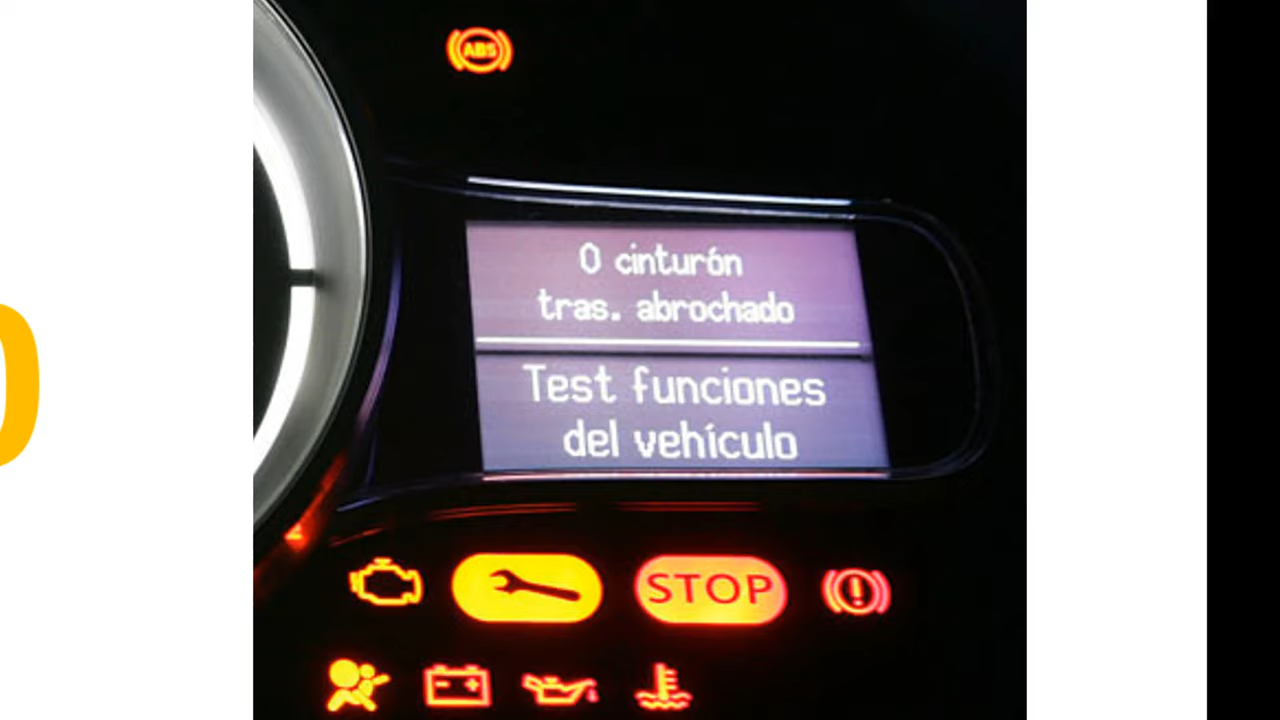 ABS
0 cinturón
tras. abrochado
Test funciones
del vehículo
STOP